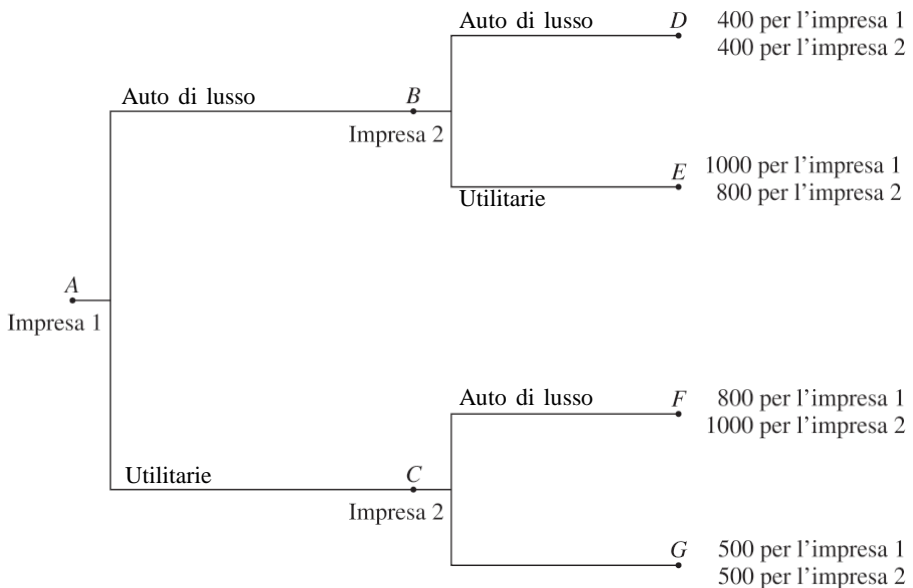 Auto di lusso
D
400 per l'impresa 1
400 per l'impresa 2
Auto di lusso
B
Impresa 2
E
1000 per l'impresa 1
800 per l'impresa 2
Utilitarie
A
Impresa 1
Auto di lusso
F
800 per l'impresa 1
1000 per l'impresa 2
Utilitarie
C
Impresa 2
G
500 per l'impresa 1
500 per l'impresa 2